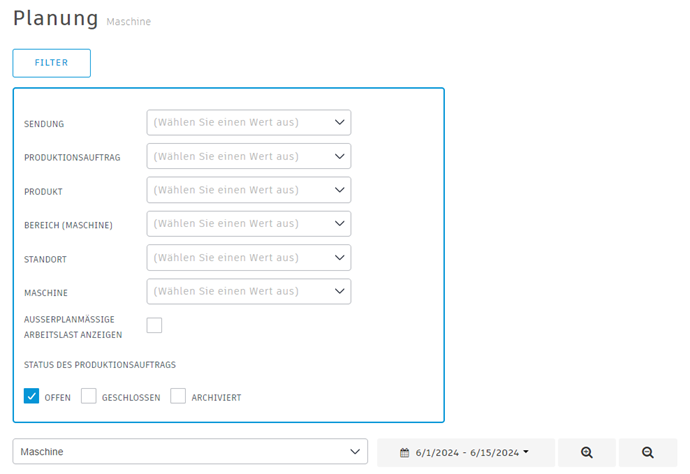 Planung Maschine
FILTER
SENDUNG (Wählen Sie einen Wert aus)
PRODUKTIONSAUFTRAG (Wählen Sie einen Wert aus)
PRODUKT (Wählen Sie einen Wert aus)
BEREICH (MASCHINE) (Wählen Sie einen Wert aus)
STANDORT (Wählen Sie einen Wert aus)
MASCHINE (Wählen Sie einen Wert aus)
AUSSERPLANMÄSSIGE
ARBEITSLAST ANZEIGEN
STATUS DES PRODUKTIONSAUFTRAGS
OFFEN GESCHLOSSEN ARCHIVIERT
Maschine 6/1/2024 - 6/15/2024